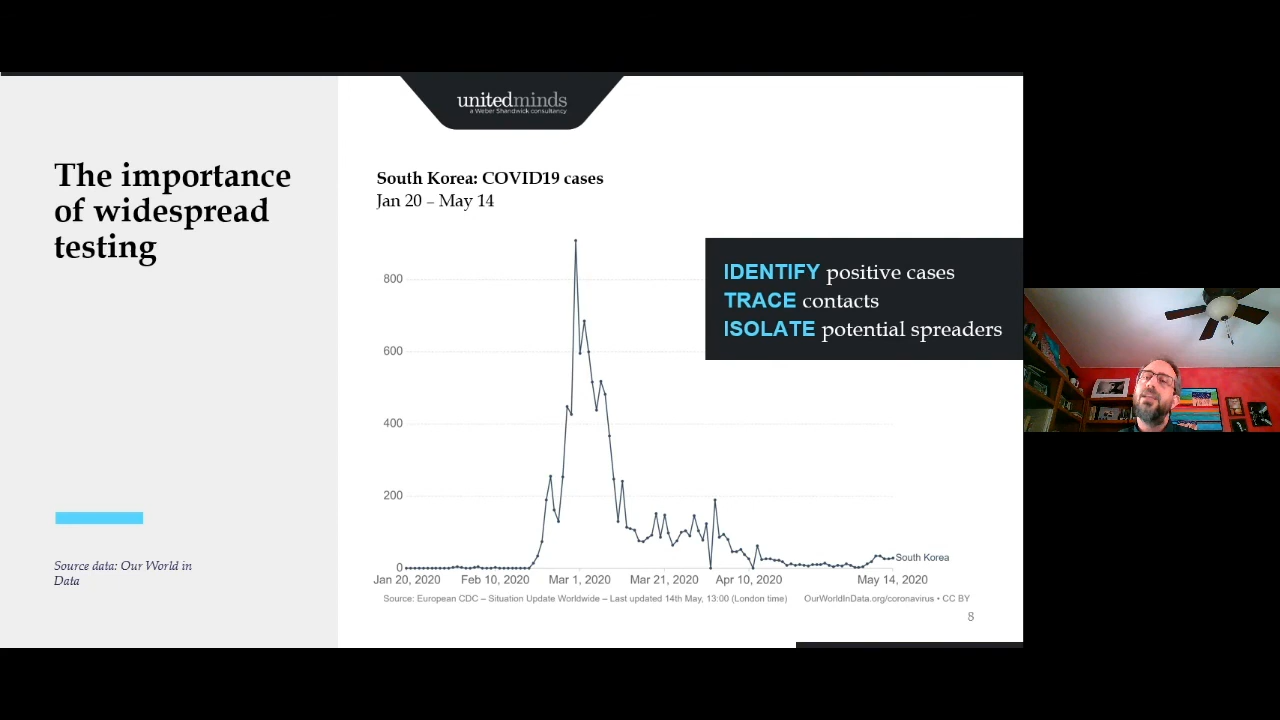 unitedminds
a Weber Shandwick consultancy
The importance
of widespread
testing
South Korea: COVID19 cases
Jan 20 – May 14
IDENTIFY positive cases
TRACE contacts
ISOLATE potential spreaders
800
600
400
200
0
South Korea
Jan 20, 2020 Feb 10, 2020 Mar 1, 2020 Mar 21, 2020 Apr 10, 2020 May 14, 2020
Source: European CDC – Situation Update Worldwide – Last updated 14th May, 13:00 (London time) OurWorldInData.org/coronavirus • CC BY
Source data: Our World in
Data
8